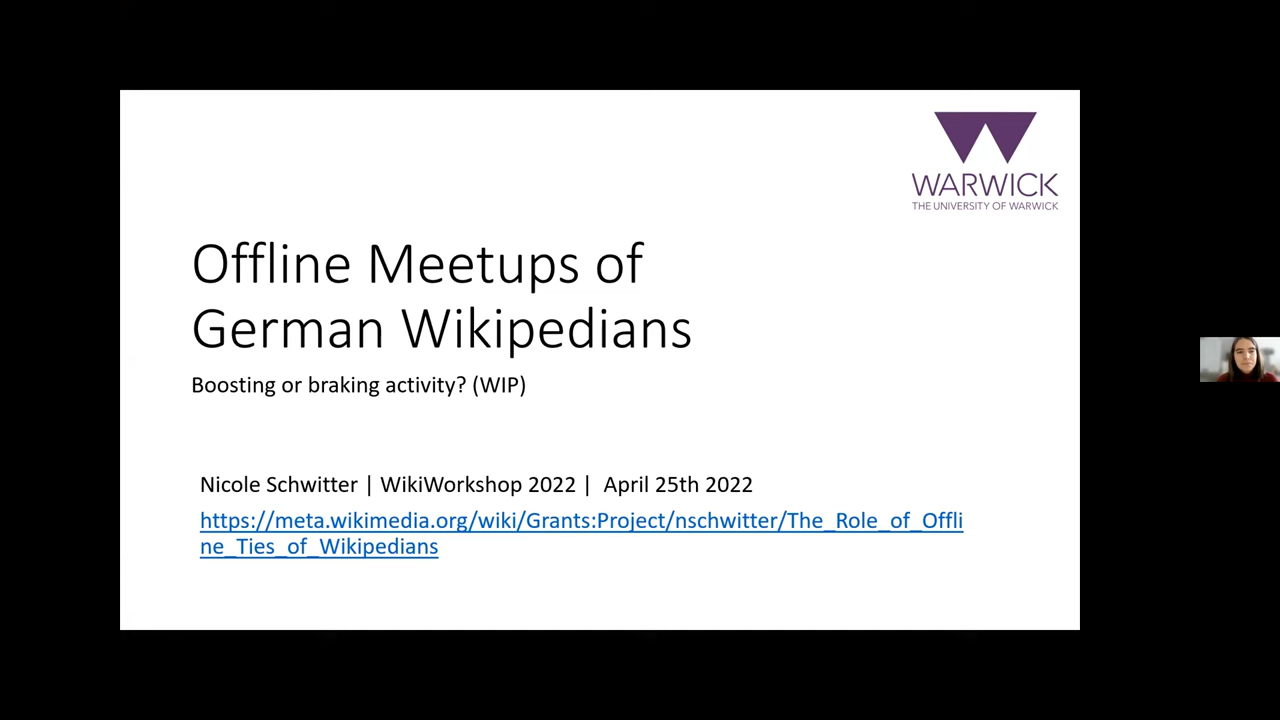 WARWICK
THE UNIVERSITY OF WARWICK
Offline Meetups of
German Wikipedians
Boosting or braking activity? (WIP)
Nicole Schwitter | WikiWorkshop 2022 | April 25th 2022
https://meta.wikimedia.org/wiki/Grants:Project/nschwitter/The_Role_of_Offli
ne_Ties_of_Wikipedians